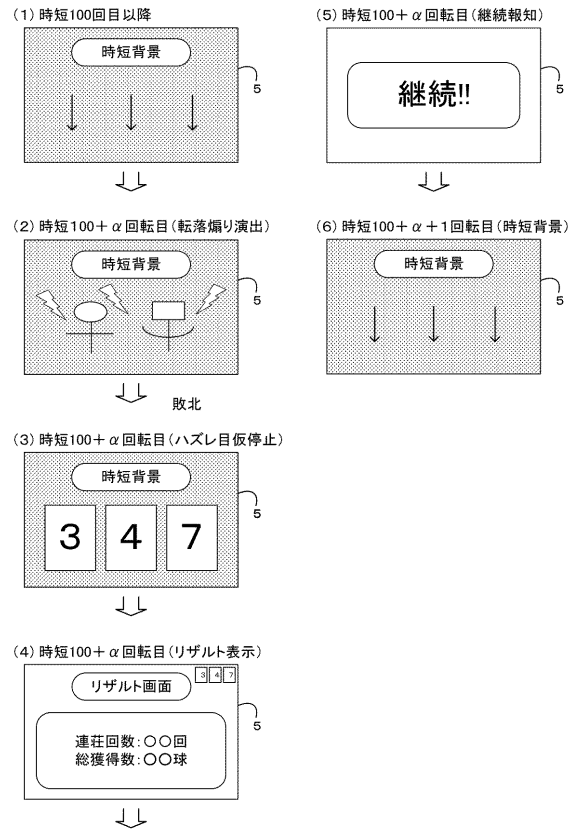 (1) 時短100回目以降
時短背景
5
(2) 時短100+α回転目(転落煽り演出)
時短背景
5
敗北
(3) 時短100+α回転目(ハズレ目仮停止)
時短背景
5
3 4 7
(4) 時短100+α回転目(リザルト表示)
リザルト画面
3 4 7
5
連荘回数:○○回
総獲得数:○○球
(5) 時短100+α回転目(継続報知)
継続!!
5
(6) 時短100+α+1回転目(時短背景)
時短背景
5